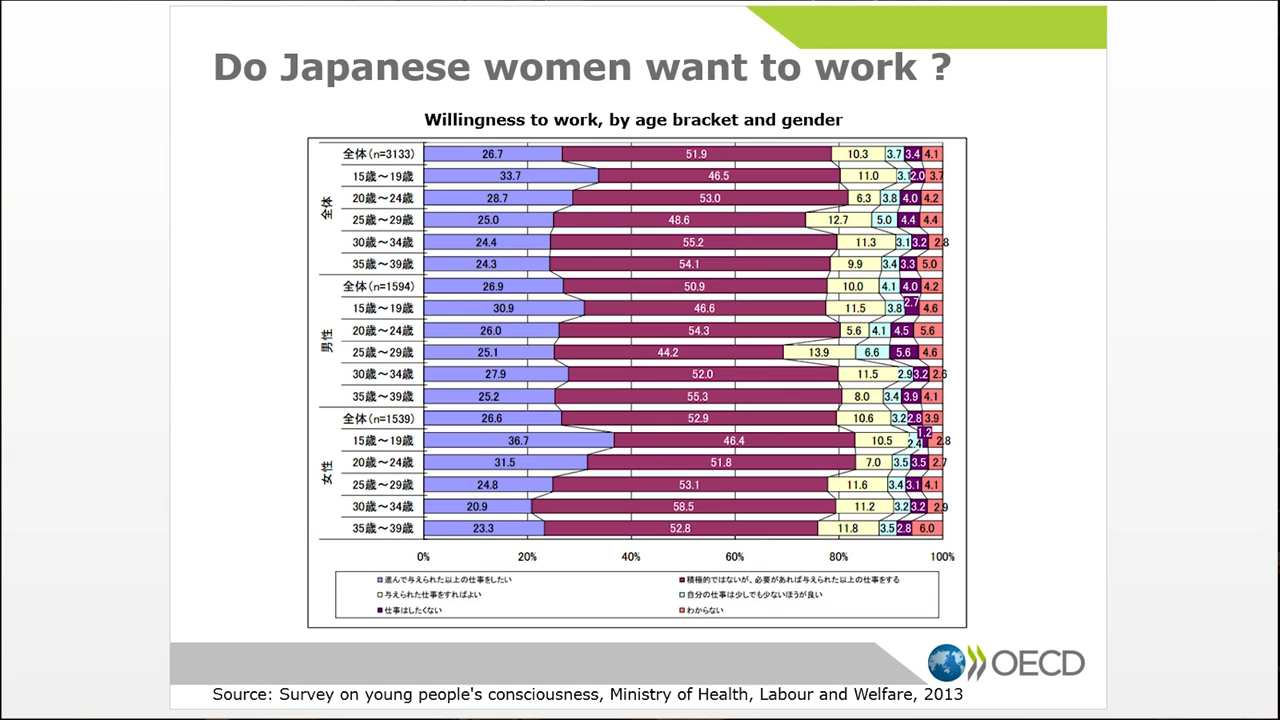 Do Japanese women want to work ?
Willingness to work, by age bracket and gender
全体
全体(n=3133) 26.7 51.9 10.3 3.7 3.4 4.1
15歳～19歳 33.7 46.5 11.0 3.1 2.0 3.7
20歳～24歳 28.7 53.0 6.3 3.8 4.0 4.2
25歳～29歳 25.0 48.6 12.7 5.0 4.4 4.4
30歳～34歳 24.4 55.2 11.3 3.1 3.2 2.8
35歳～39歳 24.3 54.1 9.9 3.4 3.3 5.0
男性
全体(n=1594) 26.9 50.9 10.0 4.1 4.0 4.2
15歳～19歳 30.9 46.6 11.5 3.8 2.7 4.6
20歳～24歳 26.0 54.3 5.6 4.1 4.5 5.6
25歳～29歳 25.1 44.2 13.9 6.6 5.6 4.6
30歳～34歳 27.9 52.0 11.5 2.9 3.2 2.6
35歳～39歳 25.2 55.3 8.0 3.4 3.9 4.1
女性
全体(n=1539) 26.6 52.9 10.6 3.2 2.8 3.9
15歳～19歳 36.7 46.4 10.5 2.4 1.2 2.8
20歳～24歳 31.5 51.8 7.0 3.5 3.5 2.7
25歳～29歳 24.8 53.1 11.6 3.4 3.1 4.1
30歳～34歳 20.9 58.5 11.2 3.2 3.2 2.9
35歳～39歳 23.3 52.8 11.8 3.5 2.8 6.0
0% 20% 40% 60% 80% 100%
進んで与えられた以上の仕事をしたい 積極的ではないが、必要があれば与えられた以上の仕事をする
与えられた仕事をすればよい 自分の仕事は少しでも少ないほうが良い
仕事はしたくない わからない
OECD
Source: Survey on young people's consciousness, Ministry of Health, Labour and Welfare, 2013